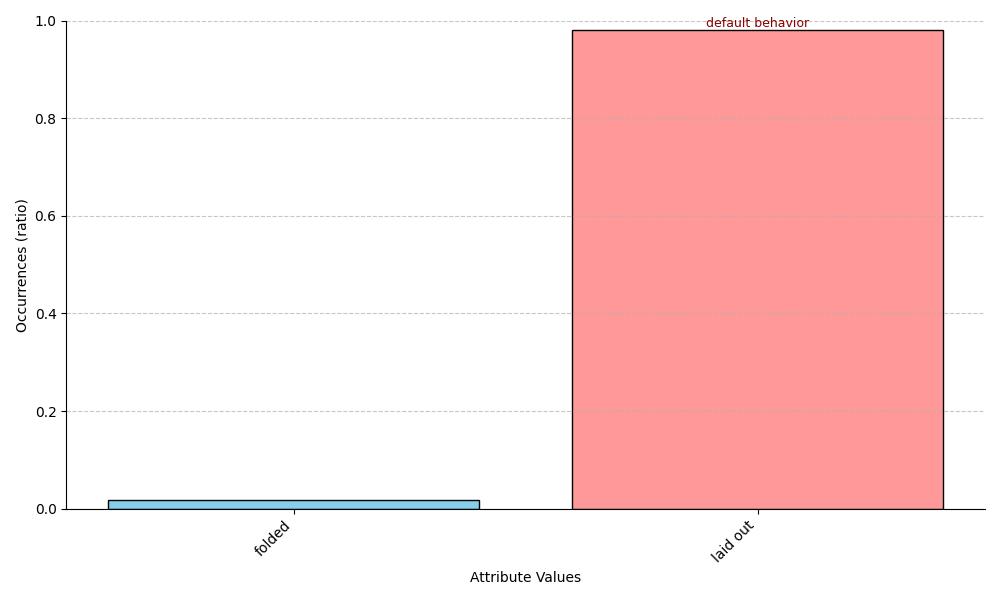 default behavior
1.0
0.8
0.6
0.4
0.2
0.0
Occurrences (ratio)
folded
laid out
Attribute Values